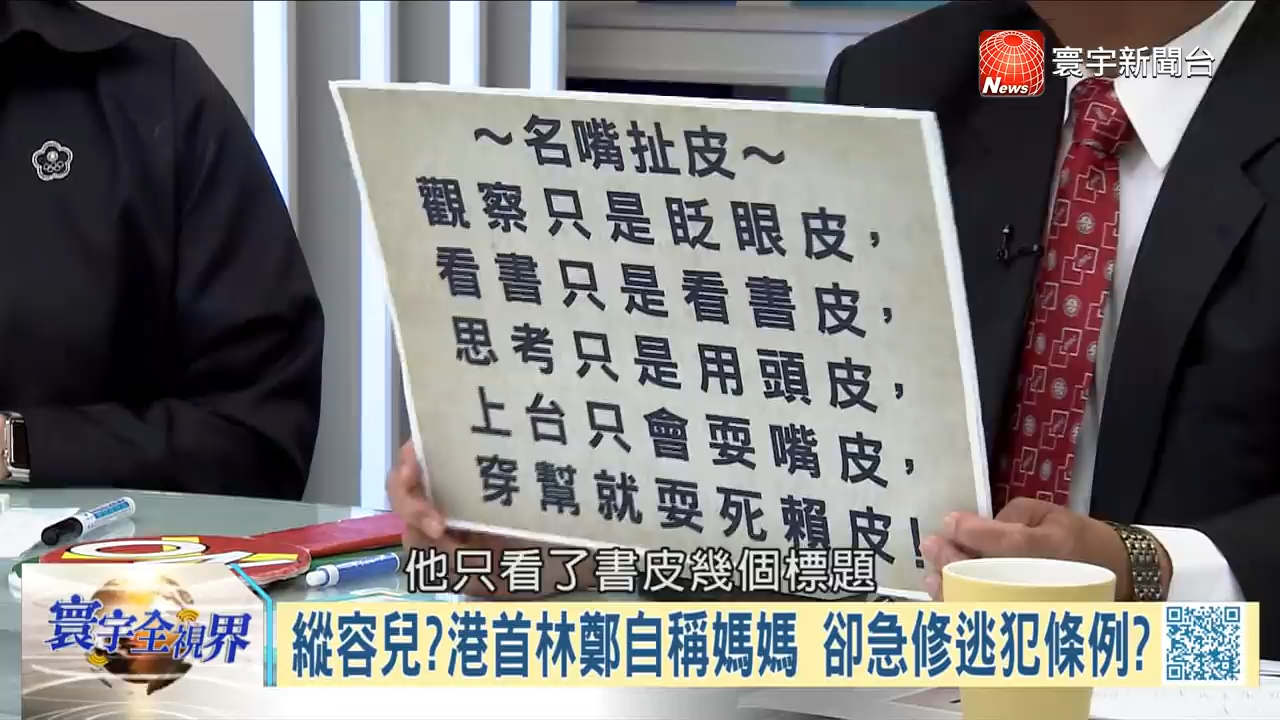 News 寰宇新聞台
～名嘴扯皮～
觀察只是眨眼皮，
看書只是看書皮，
思考只是用頭皮，
上台只會耍嘴皮，
穿幫就耍死賴皮！
他只看了書皮幾個標題
寰宇全視界
縱容兒?港首林鄭自稱媽媽 卻急修逃犯條例?